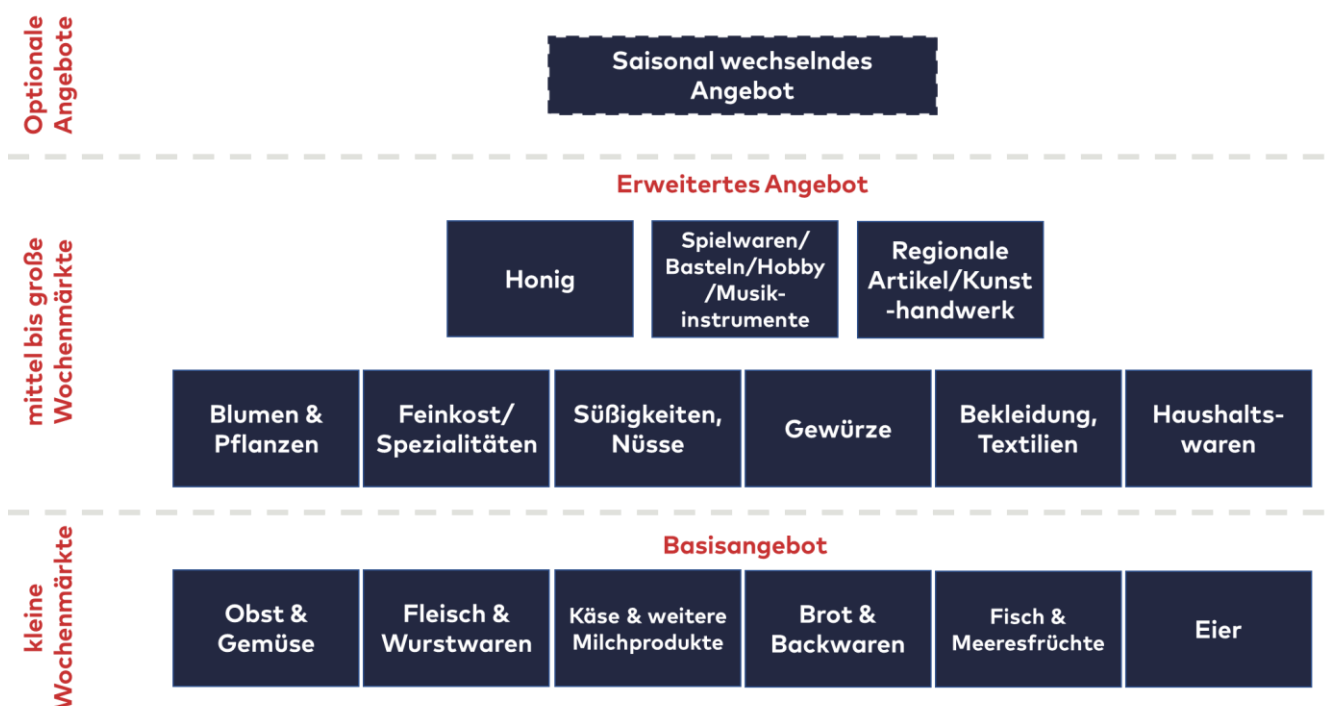 Optionale
Angebote
Saisonal wechselndes
Angebot
mittel bis große
Wochenmärkte
Erweitertes Angebot
Honig
Spielwaren/
Basteln/Hobby
/Musik-
instrumente
Regionale
Artikel/Kunst
-handwerk
Blumen &
Pflanzen
Feinkost/
Spezialitäten
Süßigkeiten,
Nüsse
Gewürze
Bekleidung,
Textilien
Haushalts-
waren
kleine
Wochenmärkte
Basisangebot
Obst &
Gemüse
Fleisch &
Wurstwaren
Käse & weitere
Milchprodukte
Brot &
Backwaren
Fisch &
Meeresfrüchte
Eier